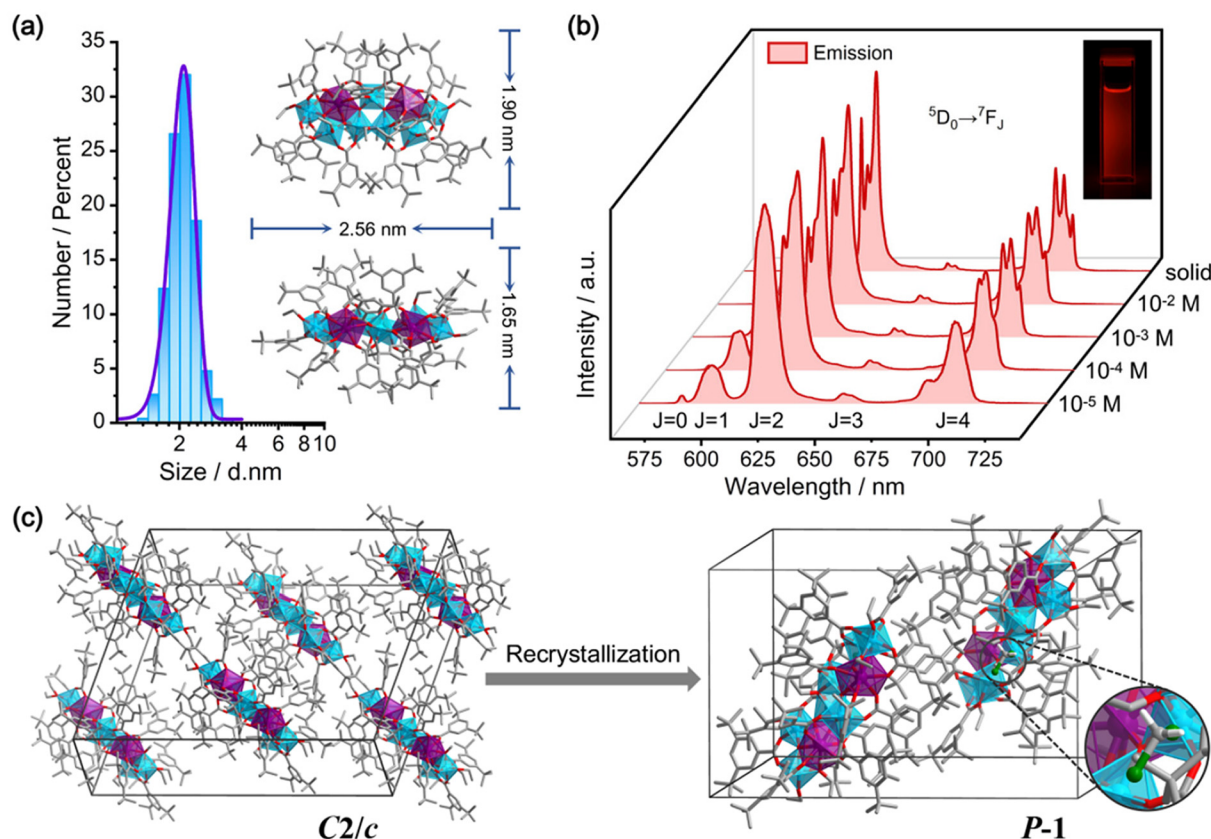 (a)
35
30
25
20
15
10
5
0
Number / Percent
2
4
6
8
10
Size / d.nm
1.90 nm
2.56 nm
1.65 nm
(b)
Emission
⁵D₀→⁷F_J
Intensity / a.u.
solid
10⁻² M
10⁻³ M
10⁻⁴ M
10⁻⁵ M
J=0 J=1 J=2 J=3 J=4
575 600 625 650 675 700 725
Wavelength / nm
(c)
Recrystallization
C2/c
P-1